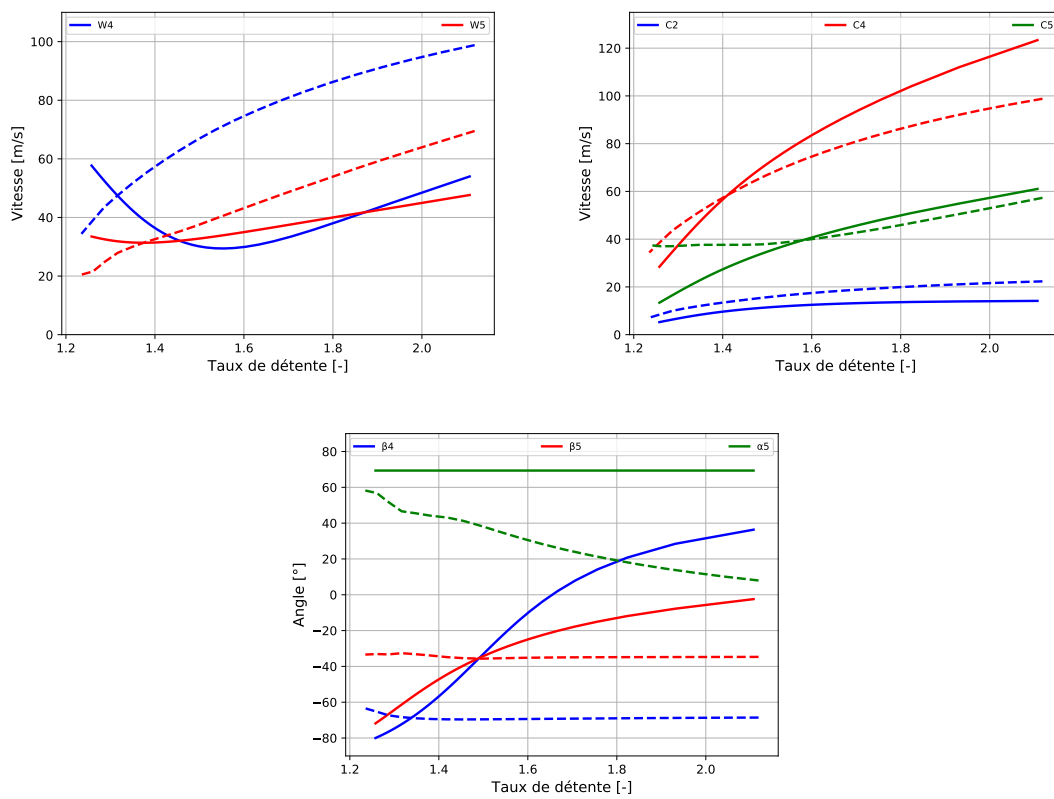 W4 W5
100
80
60
40
20
0
Vitesse [m/s]
1.2 1.4 1.6 1.8 2.0
Taux de détente [-]
C2 C4 C5
120
100
80
60
40
20
0
Vitesse [m/s]
1.2 1.4 1.6 1.8 2.0
Taux de détente [-]
β4 β5 α5
80
60
40
20
0
−20
−40
−60
−80
Angle [°]
1.2 1.4 1.6 1.8 2.0
Taux de détente [-]